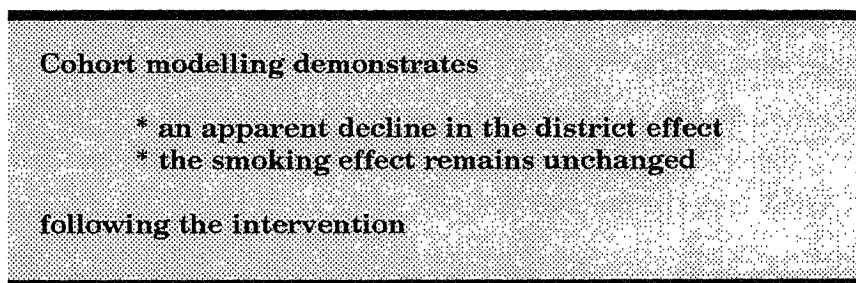 Cohort modelling demonstrates
* an apparent decline in the district effect
* the smoking effect remains unchanged
following the intervention